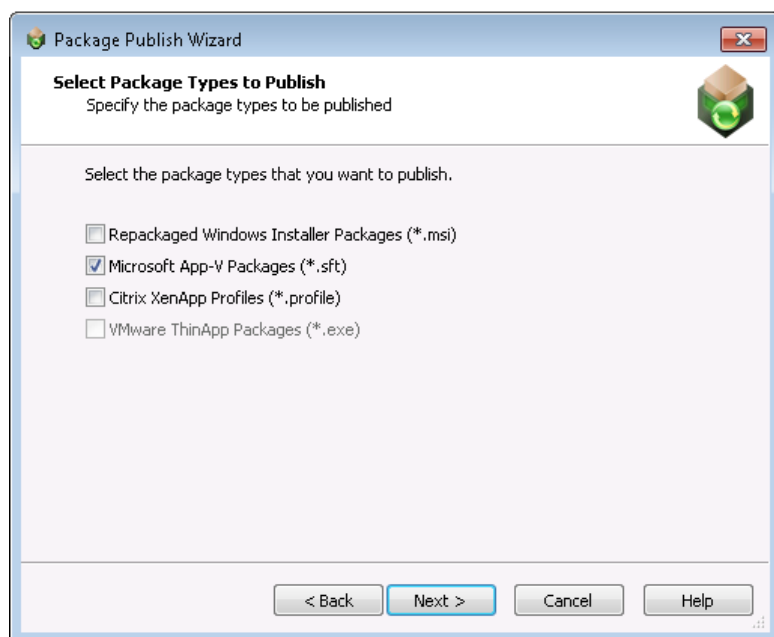 Package Publish Wizard
Select Package Types to Publish
Specify the package types to be published
Select the package types that you want to publish.
Repackaged Windows Installer Packages (*.msi)
Microsoft App-V Packages (*.sft)
Citrix XenApp Profiles (*.profile)
VMware ThinApp Packages (*.exe)
< Back Next > Cancel Help